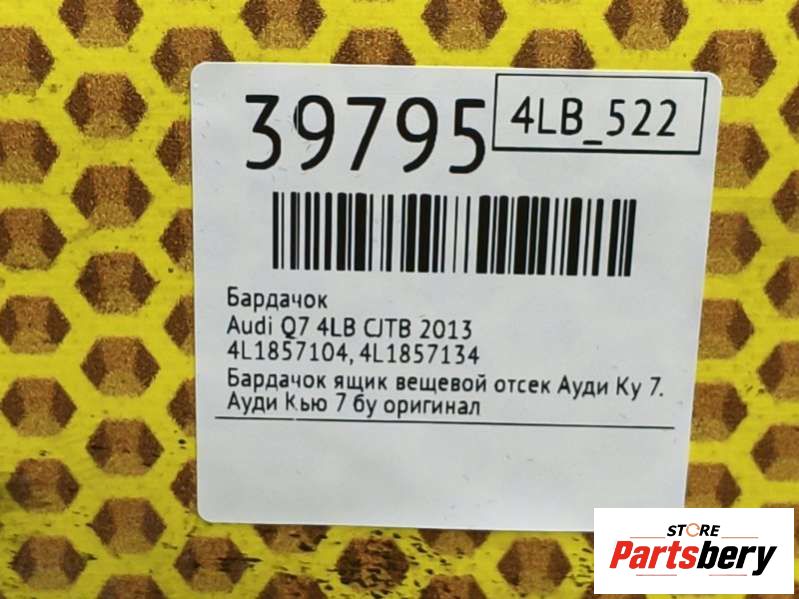 39795
4LB_522
Бардачок
Audi Q7 4LB CJTB 2013
4L1857104, 4L1857134
Бардачок ящик вещевой отсек Ауди Ку 7.
Ауди Кью 7 бу оригинал
STORE
Partsbery